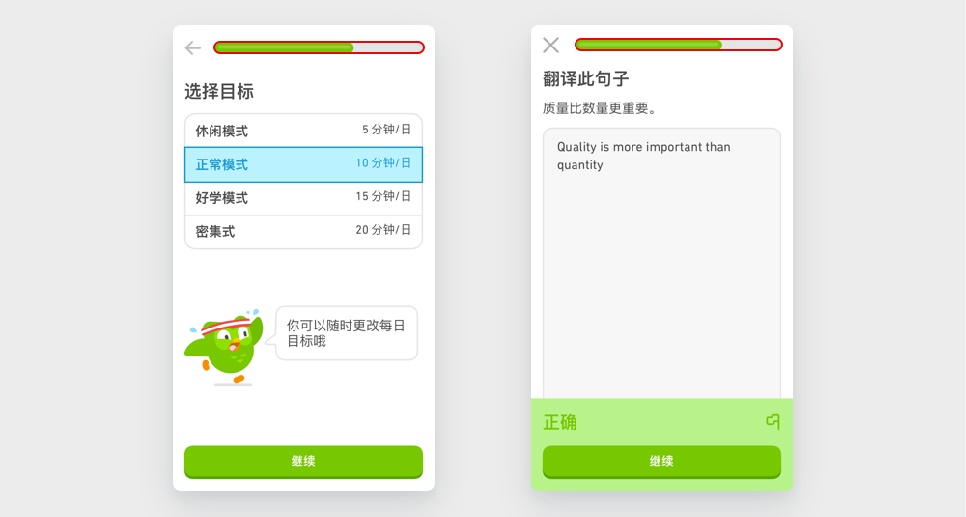 选择目标
休闲模式 5 分钟/日
正常模式 10 分钟/日
好学模式 15 分钟/日
密集式 20 分钟/日
你可以随时更改每日
目标哦
继续
翻译此句子
质量比数量更重要。
Quality is more important than
quantity
正确
继续